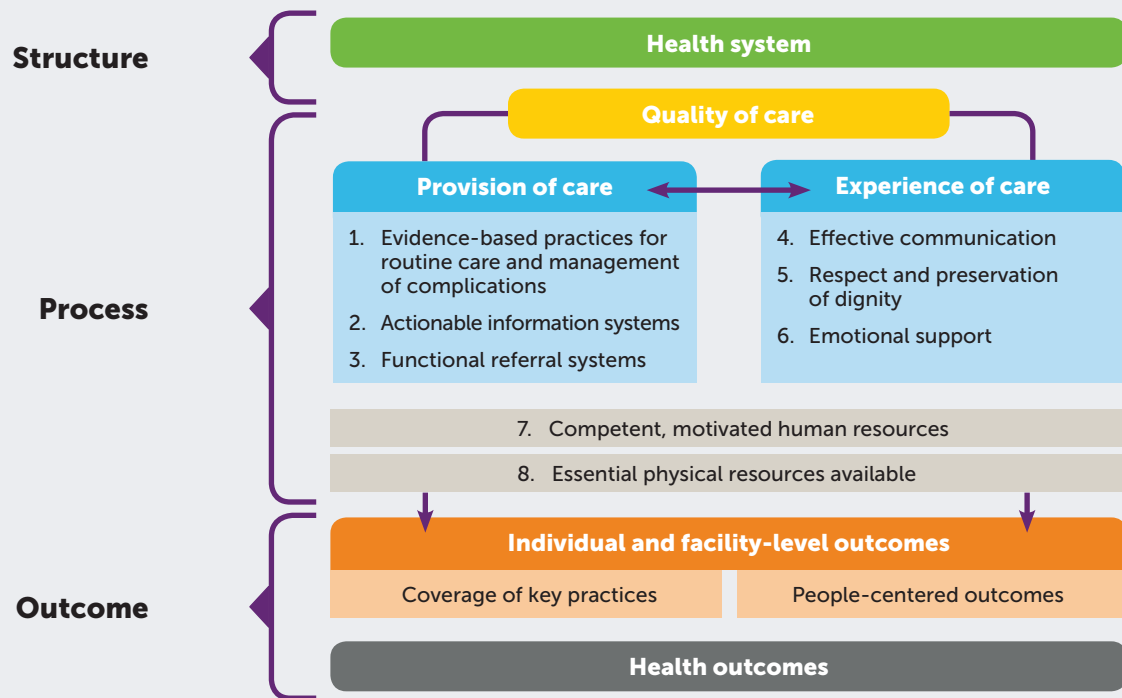 Structure
Health system
Quality of care
Process
Provision of care
1. Evidence-based practices for
routine care and management
of complications
2. Actionable information systems
3. Functional referral systems
Experience of care
4. Effective communication
5. Respect and preservation
of dignity
6. Emotional support
7. Competent, motivated human resources
8. Essential physical resources available
Outcome
Individual and facility-level outcomes
Coverage of key practices
People-centered outcomes
Health outcomes